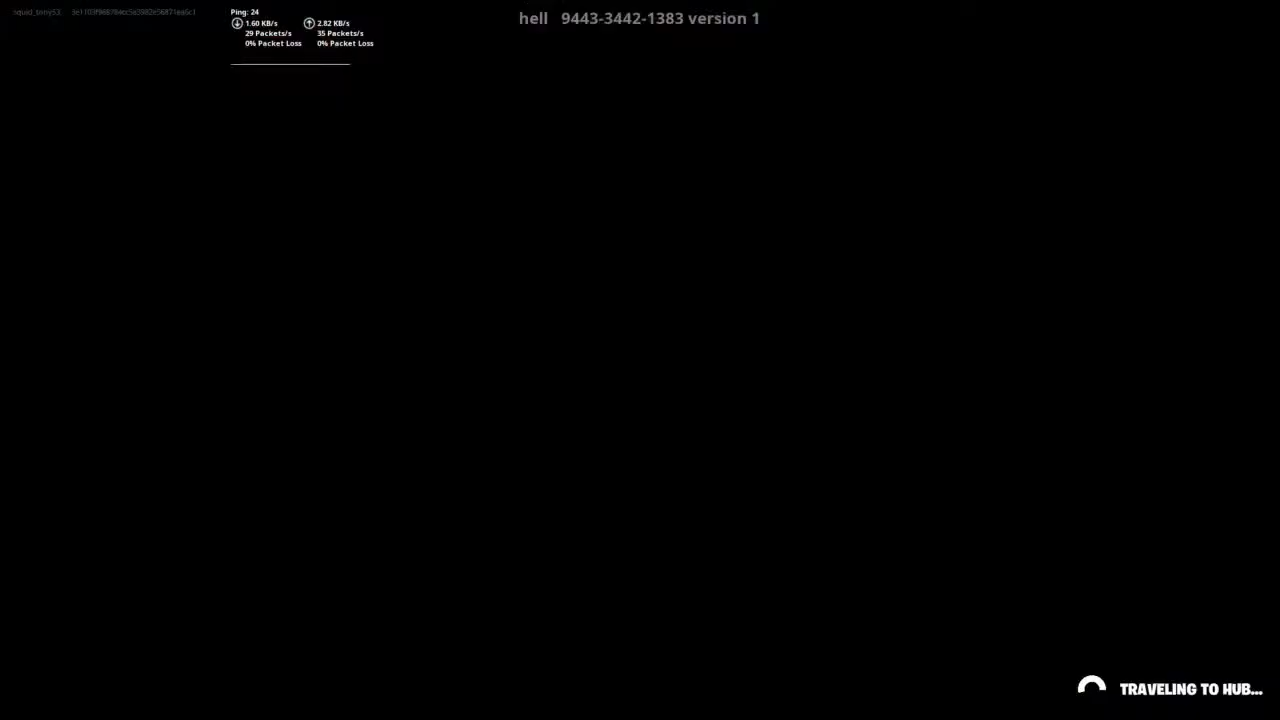 Ping: 24
1.60 KB/s 2.82 KB/s
29 Packets/s 35 Packets/s
0% Packet Loss 0% Packet Loss
hell 9443-3442-1383 version 1
TRAVELING TO HUB...